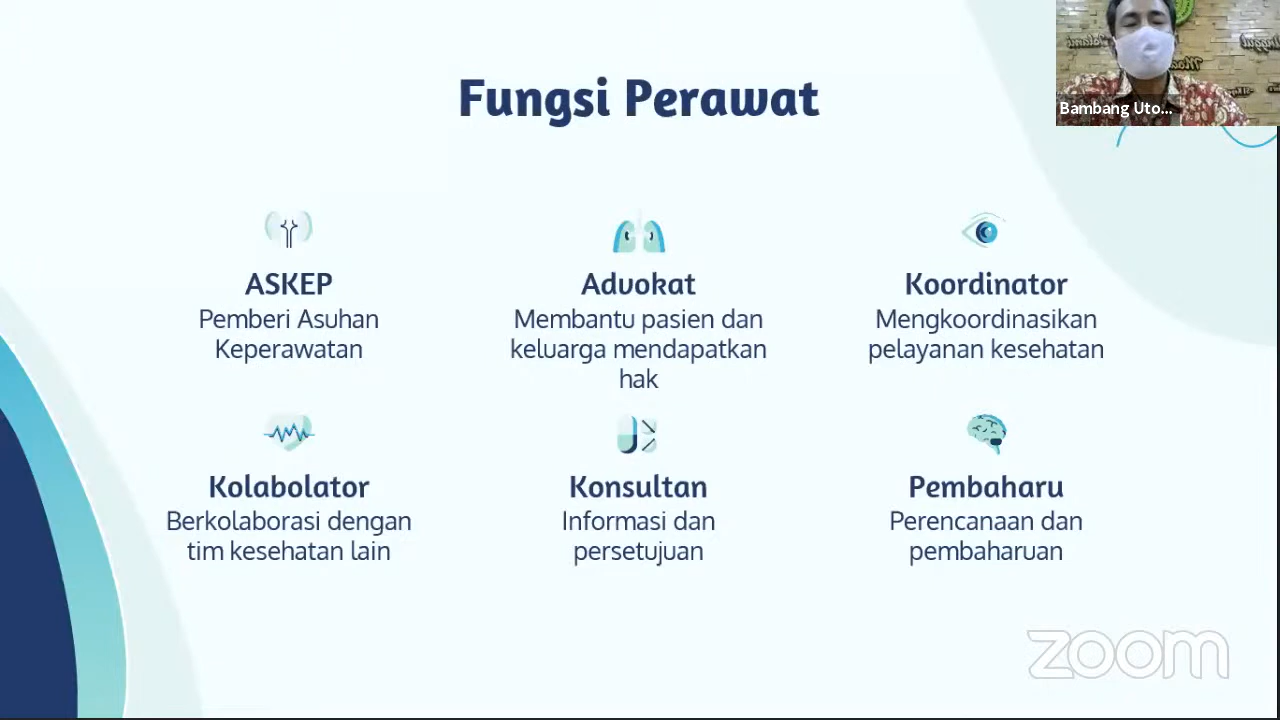 Fungsi Perawat
Bambang Uto...
ASKEP
Pemberi Asuhan
Keperawatan
Advokat
Membantu pasien dan
keluarga mendapatkan
hak
Koordinator
Mengkoordinasikan
pelayanan kesehatan
Kolabolator
Berkolaborasi dengan
tim kesehatan lain
Konsultan
Informasi dan
persetujuan
Pembaharu
Perencanaan dan
pembaharuan
zoom